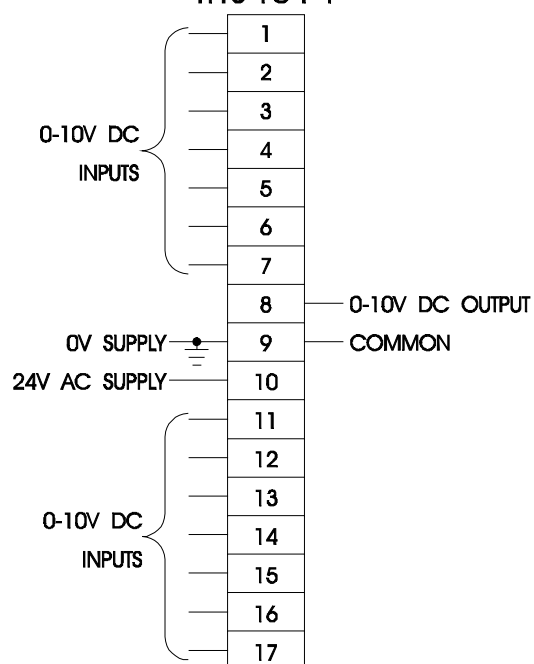 1
2
3
0-10V DC
4
INPUTS
5
6
7
8
0-10V DC OUTPUT
0V SUPPLY
9
COMMON
24V AC SUPPLY
10
11
12
13
0-10V DC
14
INPUTS
15
16
17